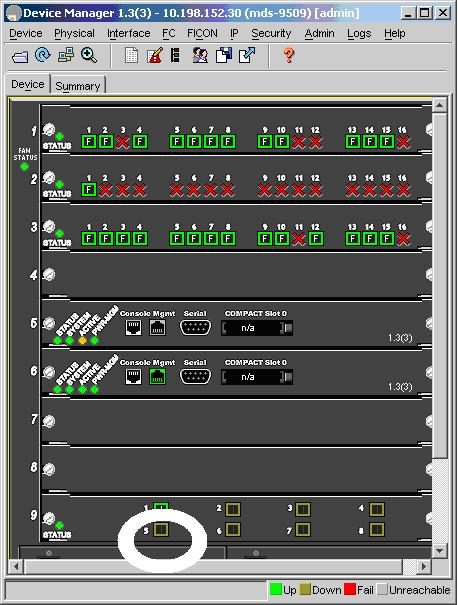 Device Manager 1.3(3) - 10.198.152.30 (mds-9509) [admin]
Device Physical Interface FC FICON IP Security Admin Logs Help
Device Summary
1 STATUS 1 2 3 4 5 6 7 8 9 10 11 12 13 14 15 16
F F F F F F F F F F F
FAN STATUS
2 STATUS 1 2 3 4 5 6 7 8 9 10 11 12 13 14 15 16
F
3 STATUS 1 2 3 4 5 6 7 8 9 10 11 12 13 14 15 16
F F F F F F F F F F F F F F
4
5 STATUS SYSTEM ACTIVE PWR-MGM Console Mgmt Serial COMPACT Slot 0
n/a
1.3(3)
6 STATUS SYSTEM ACTIVE PWR-MGM Console Mgmt Serial COMPACT Slot 0
n/a
1.3(3)
7
8
9 STATUS 1 2 3 4
5 6 7 8
Up Down Fail Unreachable